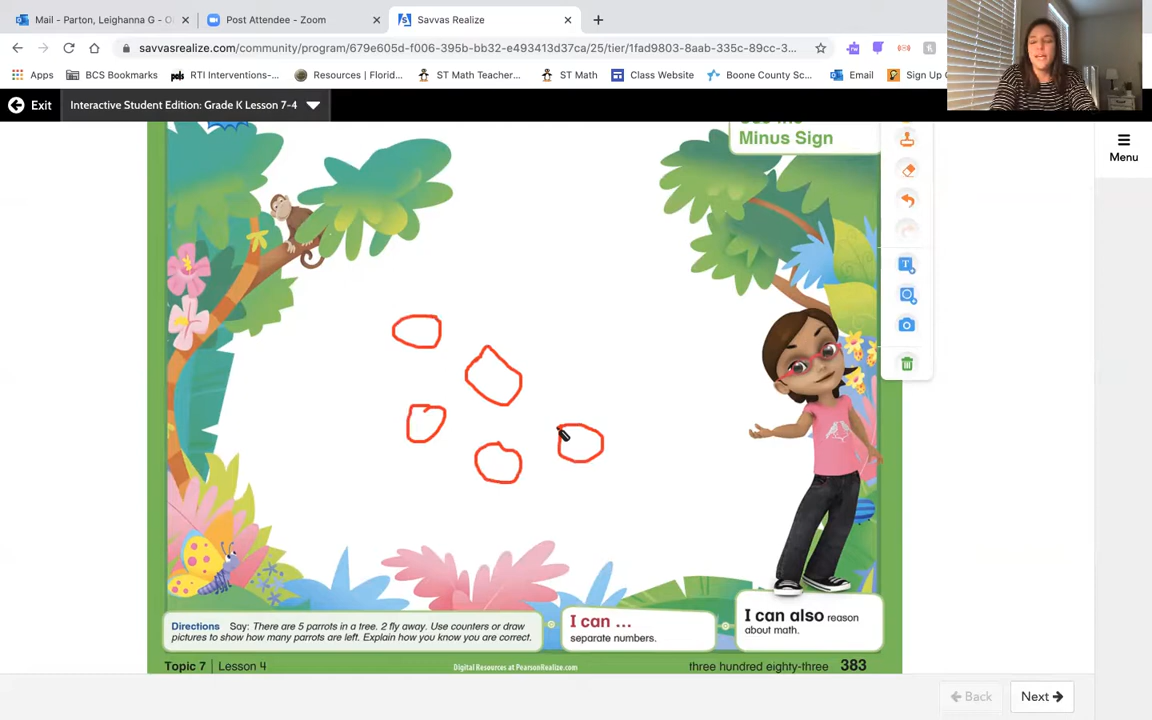 Mail - Parton, Leighanna G - O
Post Attendee - Zoom
Savvas Realize
savvasrealize.com/community/program/679e605d-f006-395b-bb32-e493413d37ca/25/tier/1fad9803-8aab-335c-89cc-3...
Apps
BCS Bookmarks
RTI Interventions-...
Resources | Florid...
ST Math Teacher...
ST Math
Class Website
Boone County Sc...
Email
Sign Up
Exit
Interactive Student Edition: Grade K Lesson 7-4
Menu
Minus Sign
Directions Say: There are 5 parrots in a tree. 2 fly away. Use counters or draw
pictures to show how many parrots are left. Explain how you know you are correct.
I can ...
separate numbers.
I can also reason
about math.
Topic 7 | Lesson 4
Digital Resources at PearsonRealize.com
three hundred eighty-three 383
Back
Next